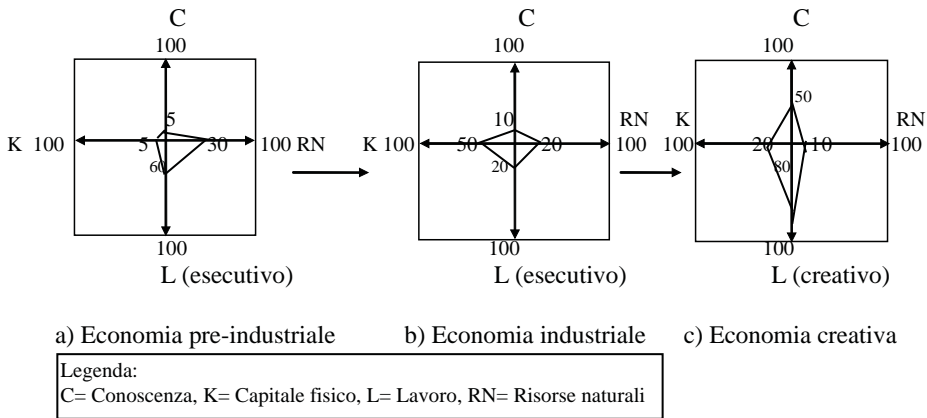 C
100
5
K 100
5
30
100 RN
60
100
L (esecutivo)
a) Economia pre-industriale
C
100
10
K 100
50
20
RN
100
20
L (esecutivo)
b) Economia industriale
C
100
50
K
100
20
10
RN
100
80
100
L (creativo)
c) Economia creativa
Legenda:
C= Conoscenza, K= Capitale fisico, L= Lavoro, RN= Risorse naturali